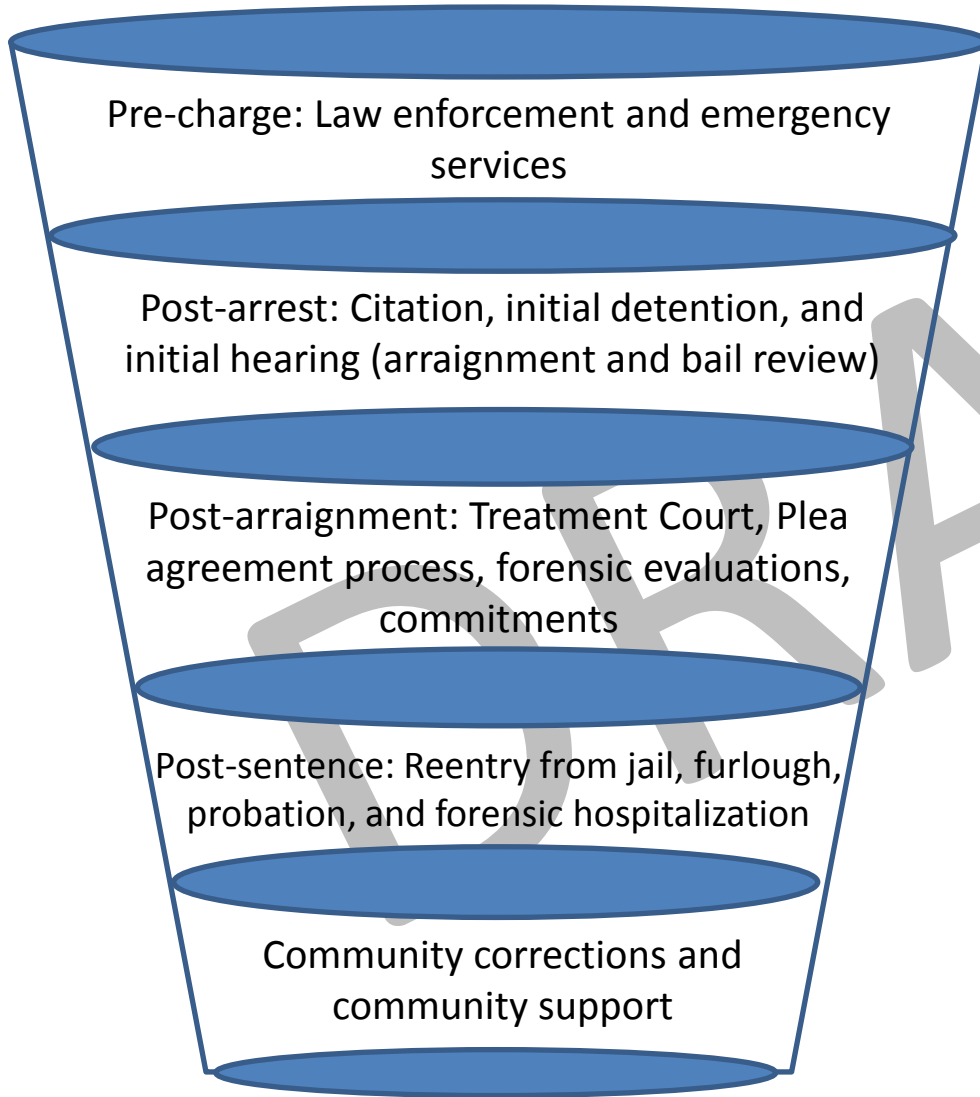 Pre-charge: Law enforcement and emergency
services
Post-arrest: Citation, initial detention, and
initial hearing (arraignment and bail review)
Post-arraignment: Treatment Court, Plea
agreement process, forensic evaluations,
commitments
Post-sentence: Reentry from jail, furlough,
probation, and forensic hospitalization
Community corrections and
community support
DRA